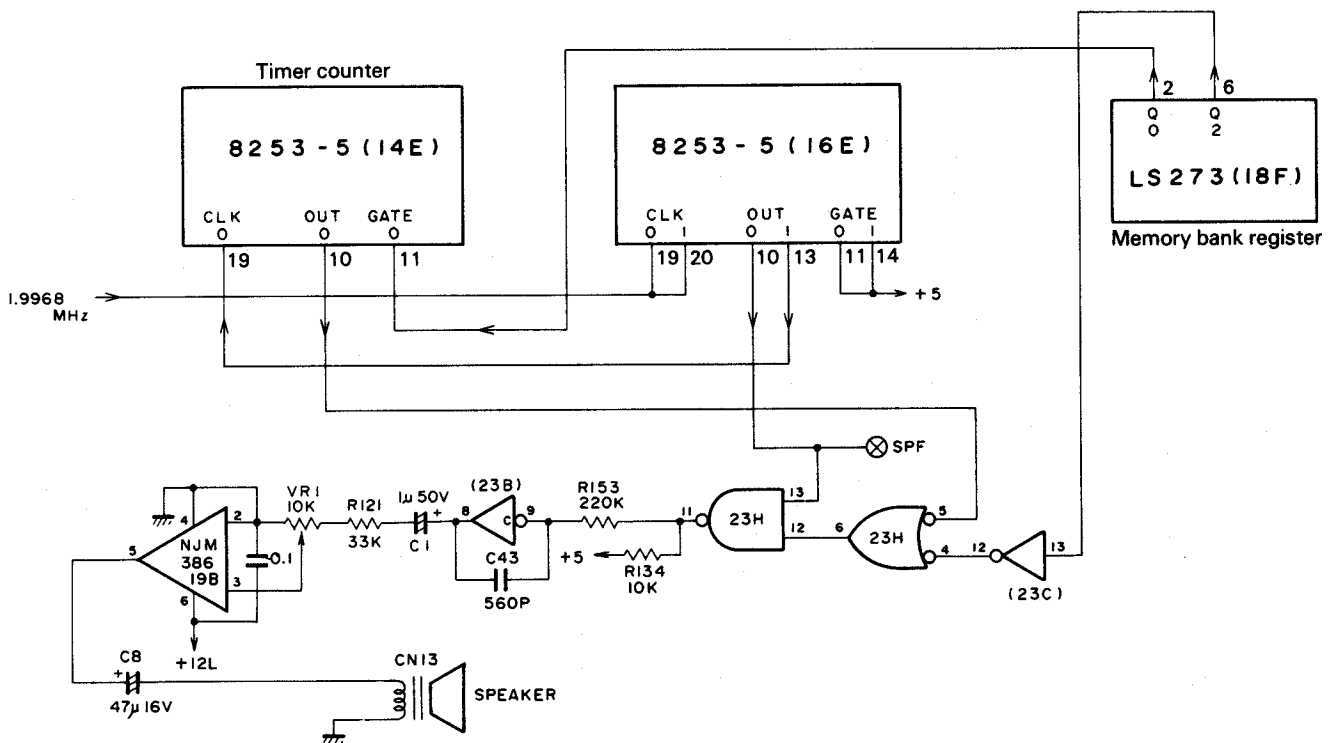 Timer counter
8253-5 (14E)
CLK OUT GATE
0 0 0
19 10 11
8253-5 (16E)
CLK OUT GATE
0 1 0 1 0 1
19 20 10 13 11 14
2 6
Q Q
0 2
LS273 (18F)
Memory bank register
1.9968
MHz
+5
SPF
(23B)
1μ 50V
+
C1
VR1
10K
R121
33K
8 9
C
C43
560P
R153
220K
+5
R134
10K
11
23H
13
12
6
23H
5
4
12
13
(23C)
4
2
5
NJM
386
19B
3
6
0.1
+12L
C8
+
47μ 16V
CN13
SPEAKER